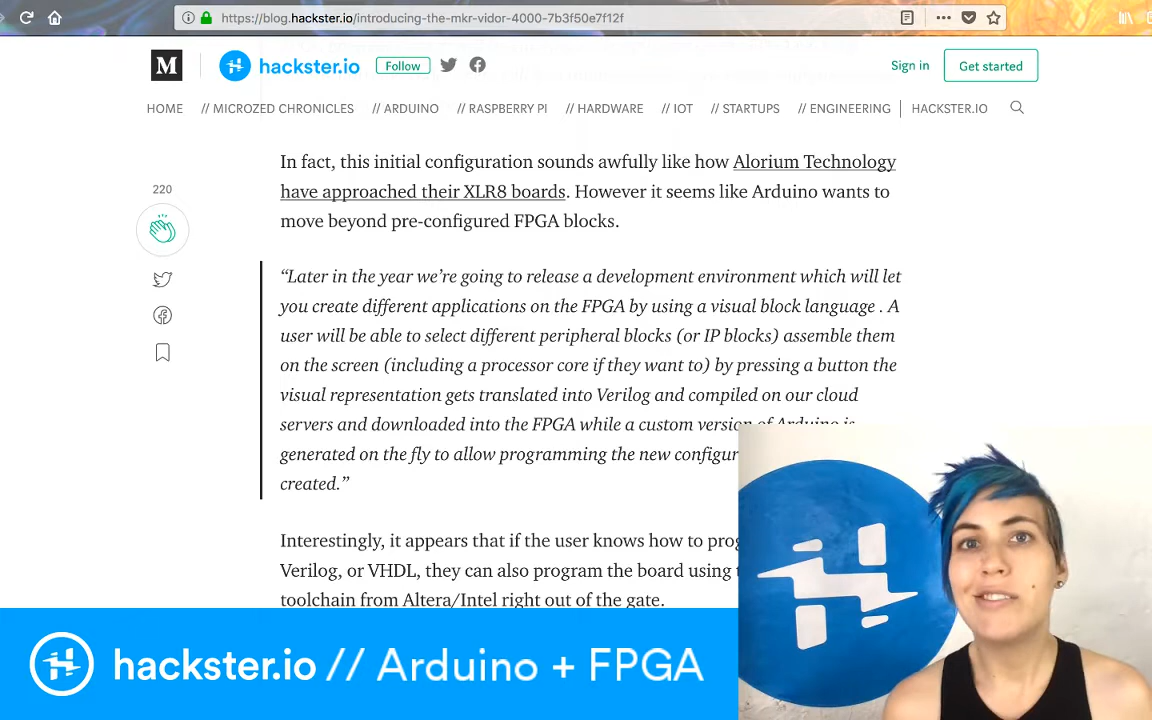 https://blog.hackster.io/introducing-the-mkr-vidor-4000-7b3f50e7f12f
M hackster.io Follow
Sign in Get started
HOME // MICROZED CHRONICLES // ARDUINO // RASPBERRY PI // HARDWARE // IOT // STARTUPS // ENGINEERING HACKSTER.IO
In fact, this initial configuration sounds awfully like how Alorium Technology
have approached their XLR8 boards. However it seems like Arduino wants to
move beyond pre-configured FPGA blocks.
220
“Later in the year we’re going to release a development environment which will let
you create different applications on the FPGA by using a visual block language . A
user will be able to select different peripheral blocks (or IP blocks) assemble them
on the screen (including a processor core if they want to) by pressing a button the
visual representation gets translated into Verilog and compiled on our cloud
servers and downloaded into the FPGA while a custom version of Arduino is
generated on the fly to allow programming the new
created.”
Interestingly, it appears that if the user knows how to
Verilog, or VHDL, they can also program the board using
toolchain from Altera/Intel right out of the gate.
hackster.io // Arduino + FPGA